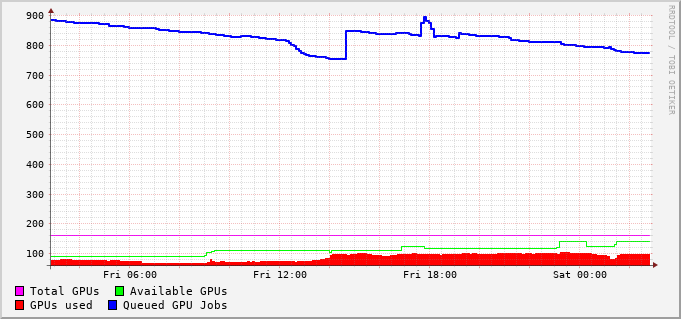 900
800
700
600
500
400
300
200
100
Fri 06:00 Fri 12:00 Fri 18:00 Sat 00:00
Total GPUs Available GPUs
GPUs used Queued GPU Jobs
RRDTOOL / TOBI OETIKER